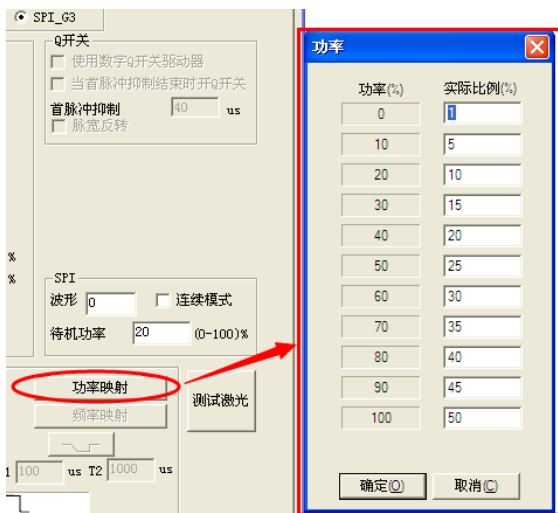 SPI_G3
Q开关
使用数字Q开关驱动器
当首脉冲抑制结束时开Q开关
首脉冲抑制 40 us
脉宽反转
%
%
SPI
波形 0 连续模式
待机功率 20 (0-100)%
功率映射
测试激光
频率映射
1 100 us T2 1000 us
功率
功率(%) 实际比例(%)
0 1
10 5
20 10
30 15
40 20
50 25
60 30
70 35
80 40
90 45
100 50
确定(O) 取消(C)